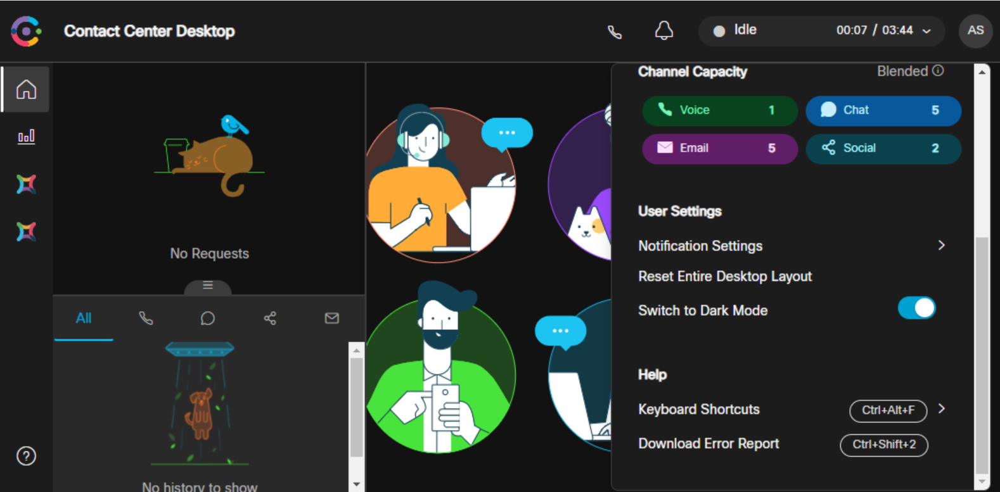 Contact Center Desktop
Idle 00:07 / 03:44
AS
No Requests
All
No history to show
Channel Capacity Blended
Voice 1
Chat 5
Email 5
Social 2
User Settings
Notification Settings
Reset Entire Desktop Layout
Switch to Dark Mode
Help
Keyboard Shortcuts Ctrl+Alt+F
Download Error Report Ctrl+Shift+2